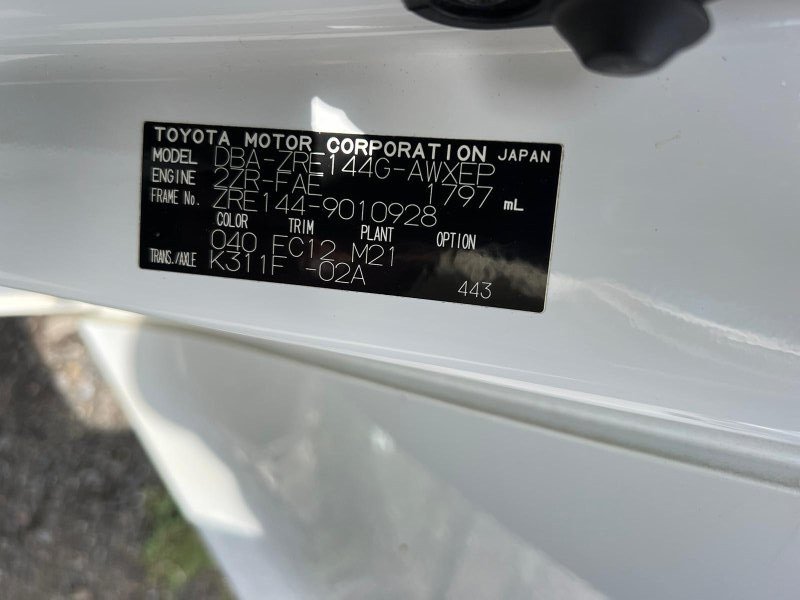 TOYOTA MOTOR CORPORATION JAPAN
MODEL DBA-ZRE144G-AWXEP
ENGINE 2ZR-FAE 1797 mL
FRAME No. ZRE144-9010928
COLOR TRIM PLANT OPTION
040 FC12 M21
TRANS./AXLE K311F -02A
443